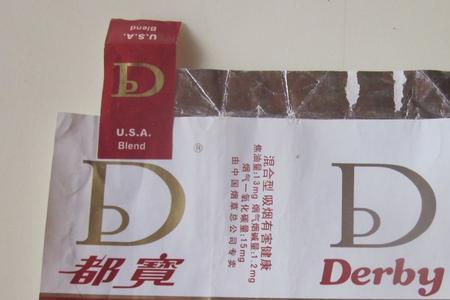 U.S.A.
Blend
U.S.A.
Blend
®
都寶
混合型 吸烟有害健康
焦油量:13mg 烟气烟碱量:1.2mg
烟气一氧化碳量:15mg
由中国烟草总公司专卖
Derby